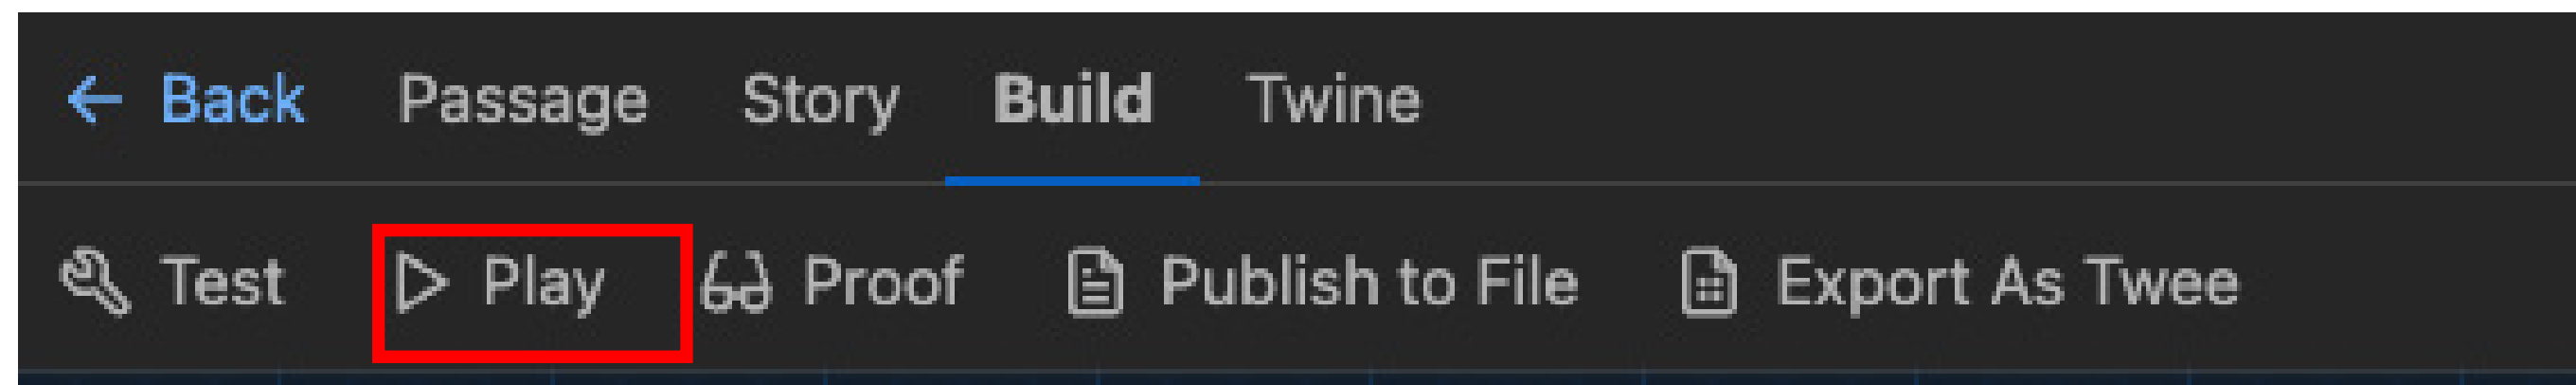 Back Passage Story Build Twine
Test Play Proof Publish to File Export As Twee